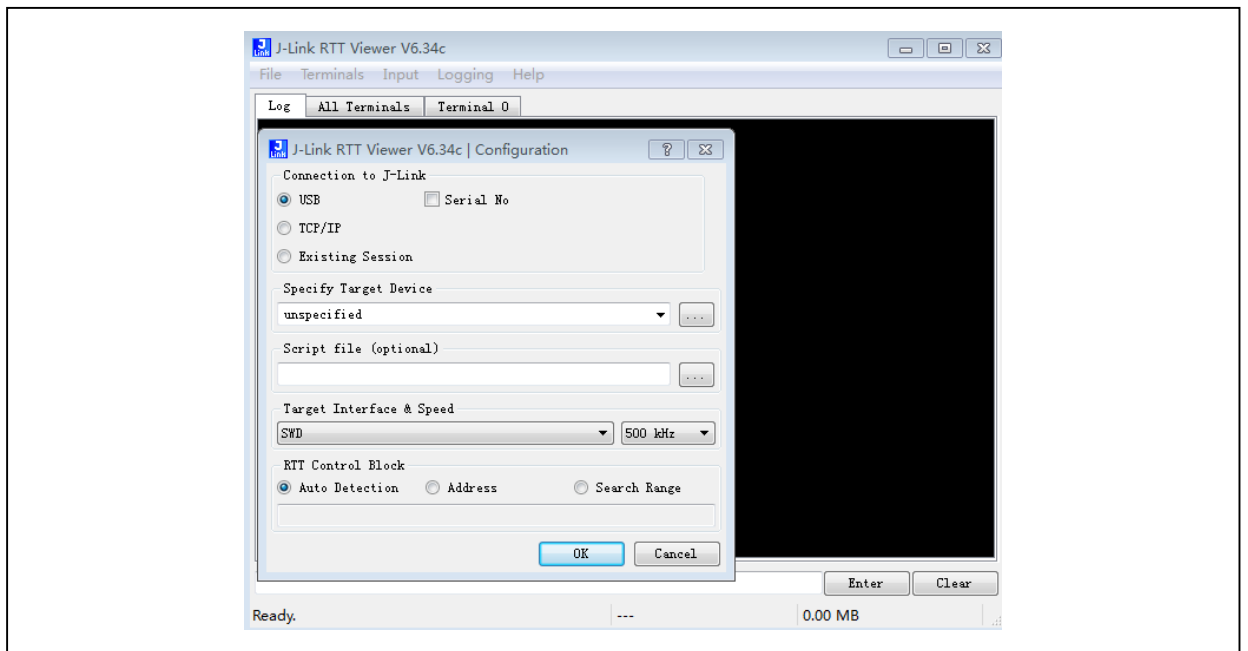 J-Link RTT Viewer V6.34c
File Terminals Input Logging Help
Log All Terminals Terminal 0
J-Link RTT Viewer V6.34c | Configuration
Connection to J-Link
USB Serial No
TCP/IP
Existing Session
Specify Target Device
unspecified ...
Script file (optional)
...
Target Interface & Speed
SWD 500 kHz
RTT Control Block
Auto Detection Address Search Range
OK Cancel
Enter Clear
Ready. --- 0.00 MB